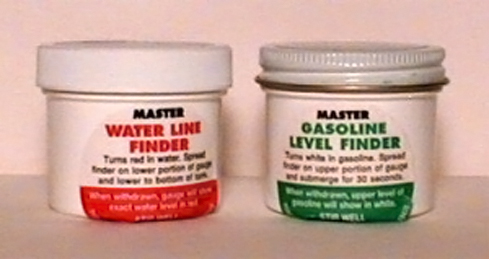 MASTER
WATER LINE
FINDER
Turns red in water. Spread
finder on lower portion of gauge
and lower to bottom of tank.
When withdrawn, gauge will show
exact water level in red.
STIR WELL
MASTER
GASOLINE
LEVEL FINDER
Turns white in gasoline. Spread
finder on upper portion of gauge
and submerge for 30 seconds.
When withdrawn, upper level of
gasoline will show in white.
STIR WELL